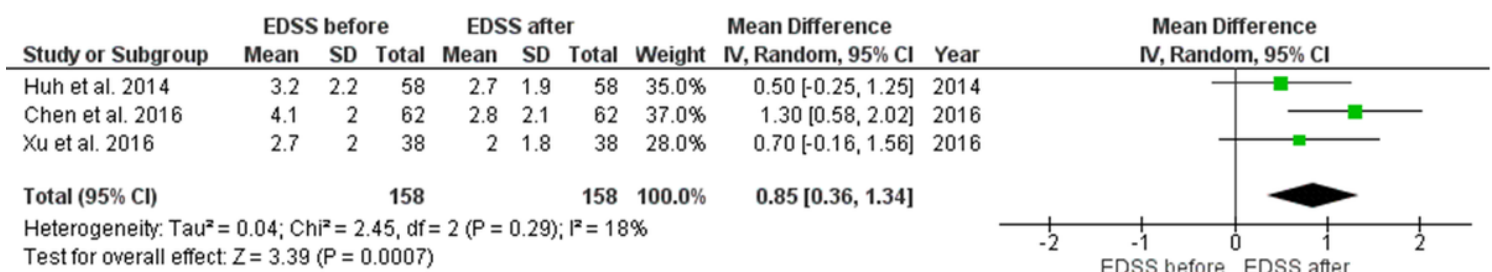 EDSS before EDSS after Mean Difference Mean Difference
Study or Subgroup Mean SD Total Mean SD Total Weight IV, Random, 95% CI Year IV, Random, 95% CI
Huh et al. 2014 3.2 2.2 58 2.7 1.9 58 35.0% 0.50 [-0.25, 1.25] 2014
Chen et al. 2016 4.1 2 62 2.8 2.1 62 37.0% 1.30 [0.58, 2.02] 2016
Xu et al. 2016 2.7 2 38 2 1.8 38 28.0% 0.70 [-0.16, 1.56] 2016
Total (95% CI) 158 158 100.0% 0.85 [0.36, 1.34]
Heterogeneity: Tau² = 0.04; Chi² = 2.45, df = 2 (P = 0.29); I² = 18%
Test for overall effect: Z = 3.39 (P = 0.0007)
-2 -1 0 1 2
EDSS before EDSS after